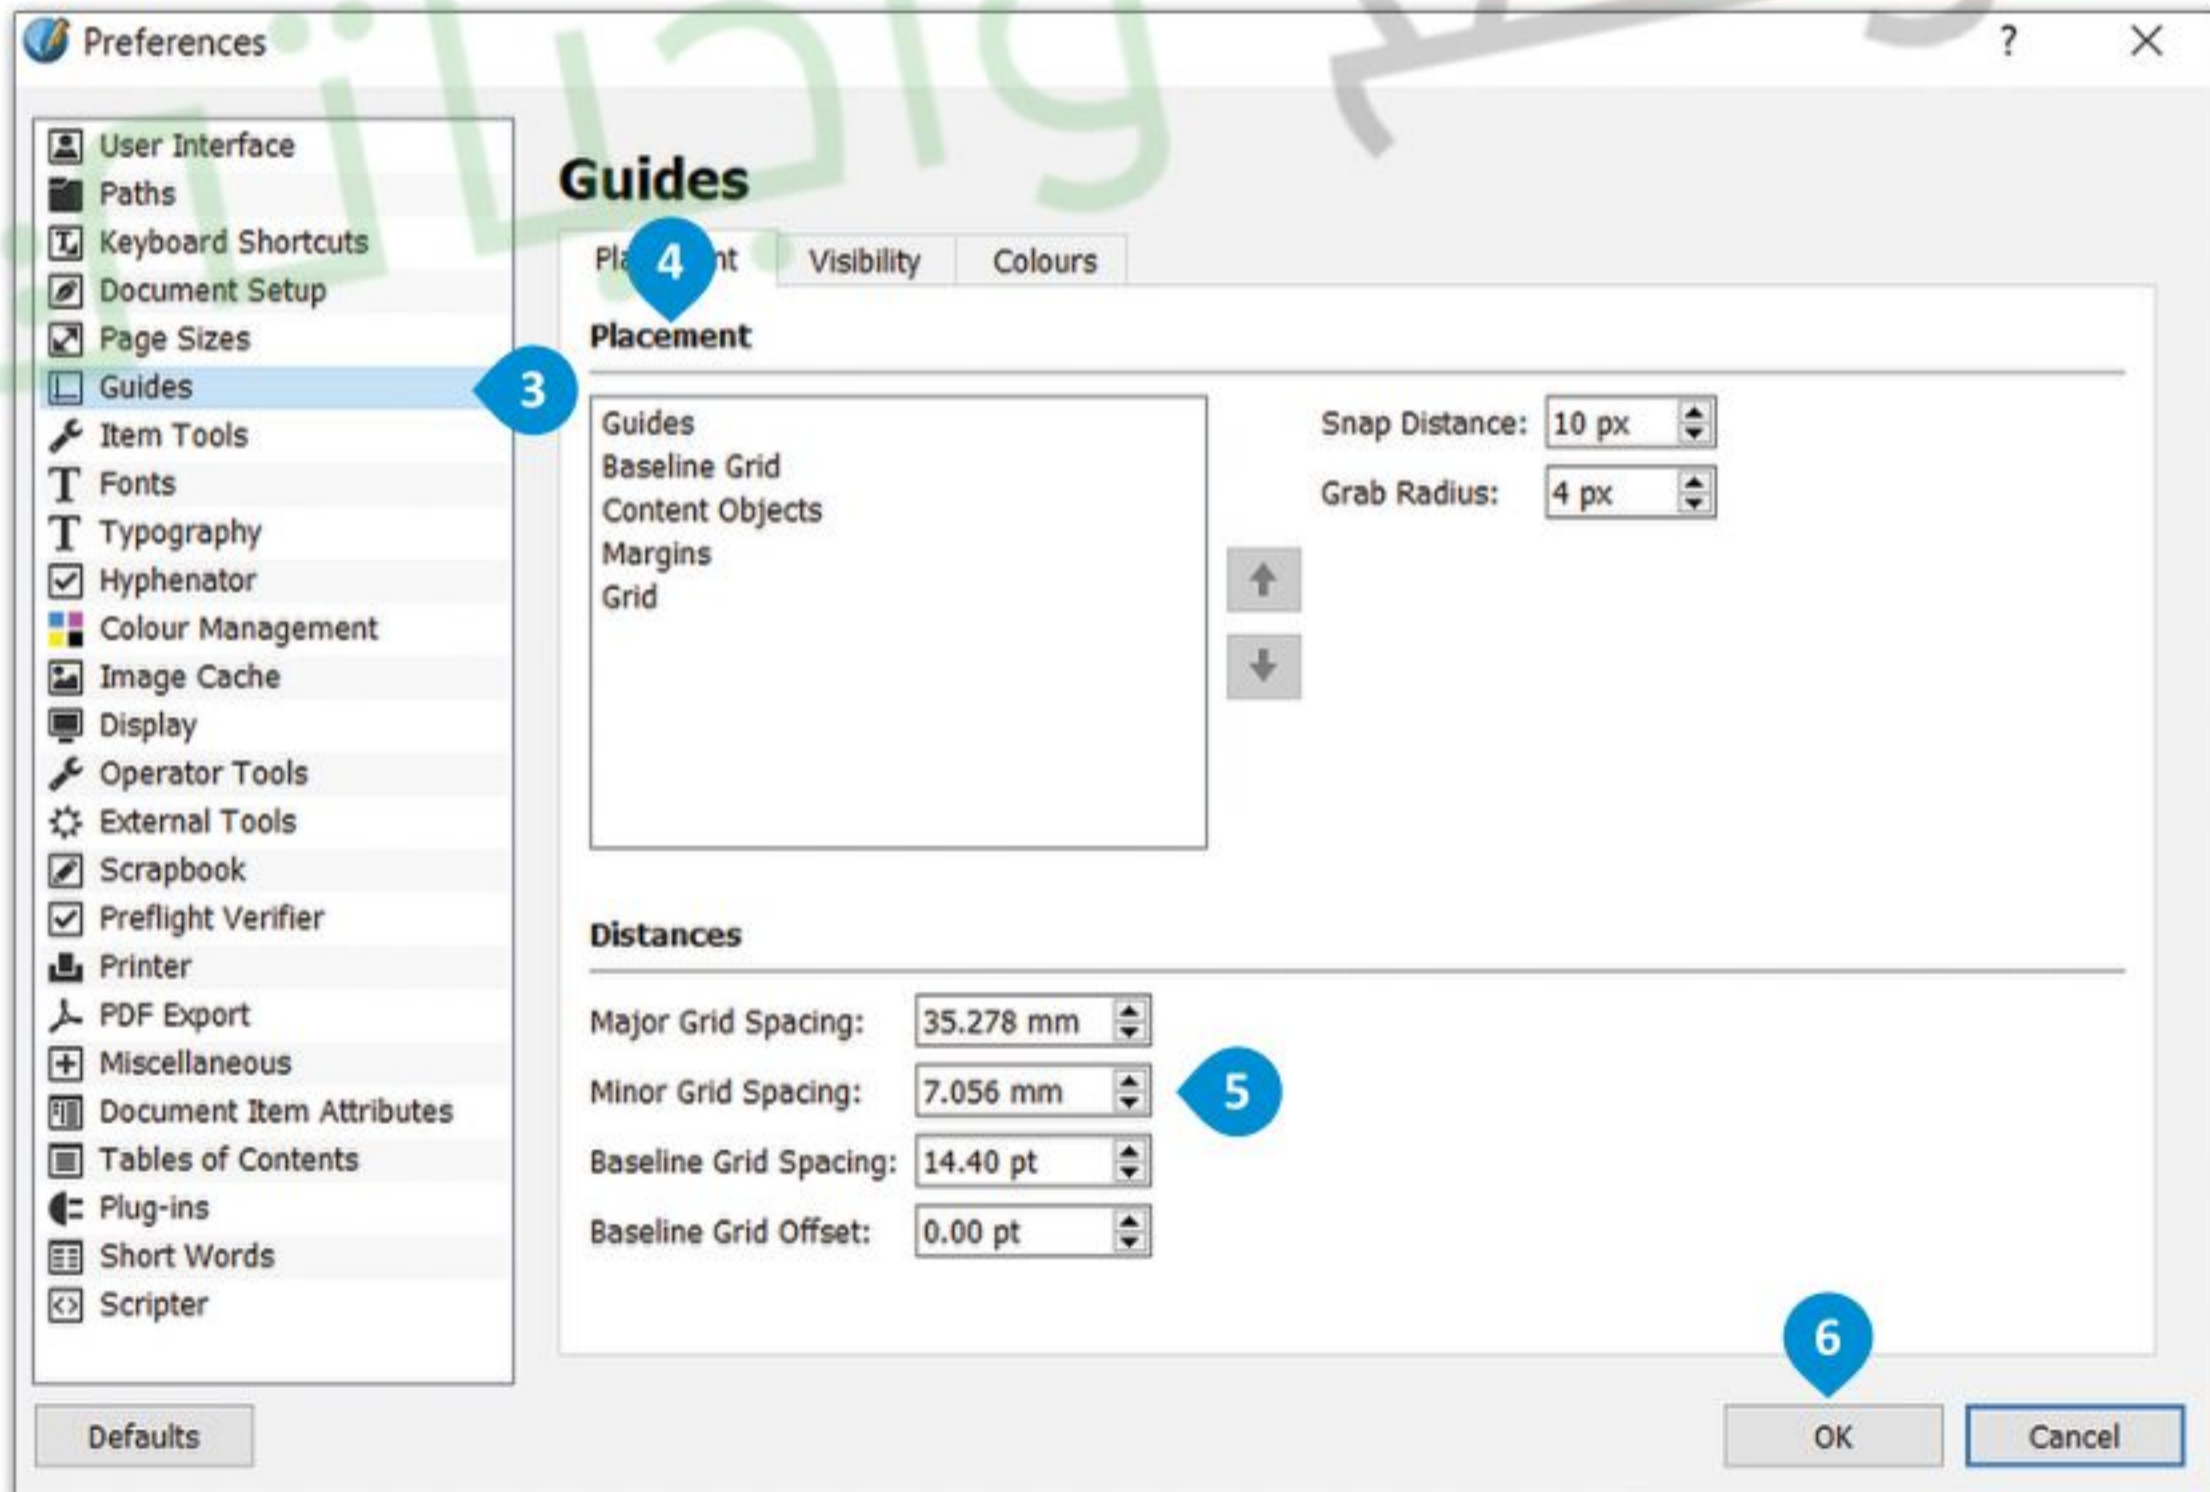 Preferences
?
واجباتي
User Interface
Paths
Keyboard Shortcuts
Document Setup
Page Sizes
Guides
Item Tools
Fonts
Typography
Hyphenator
Colour Management
Image Cache
Display
Operator Tools
External Tools
Scrapbook
Preflight Verifier
Printer
PDF Export
Miscellaneous
Document Item Attributes
Tables of Contents
Plug-ins
Short Words
Scripter
3
Guides
4
Visibility
Colours
Placement
Guides
Baseline Grid
Content Objects
Margins
Grid
Snap Distance: 10 px
Grab Radius: 4 px
Distances
Major Grid Spacing: 35.278 mm
Minor Grid Spacing: 7.056 mm
5
Baseline Grid Spacing: 14.40 pt
Baseline Grid Offset: 0.00 pt
6
Defaults
OK
Cancel